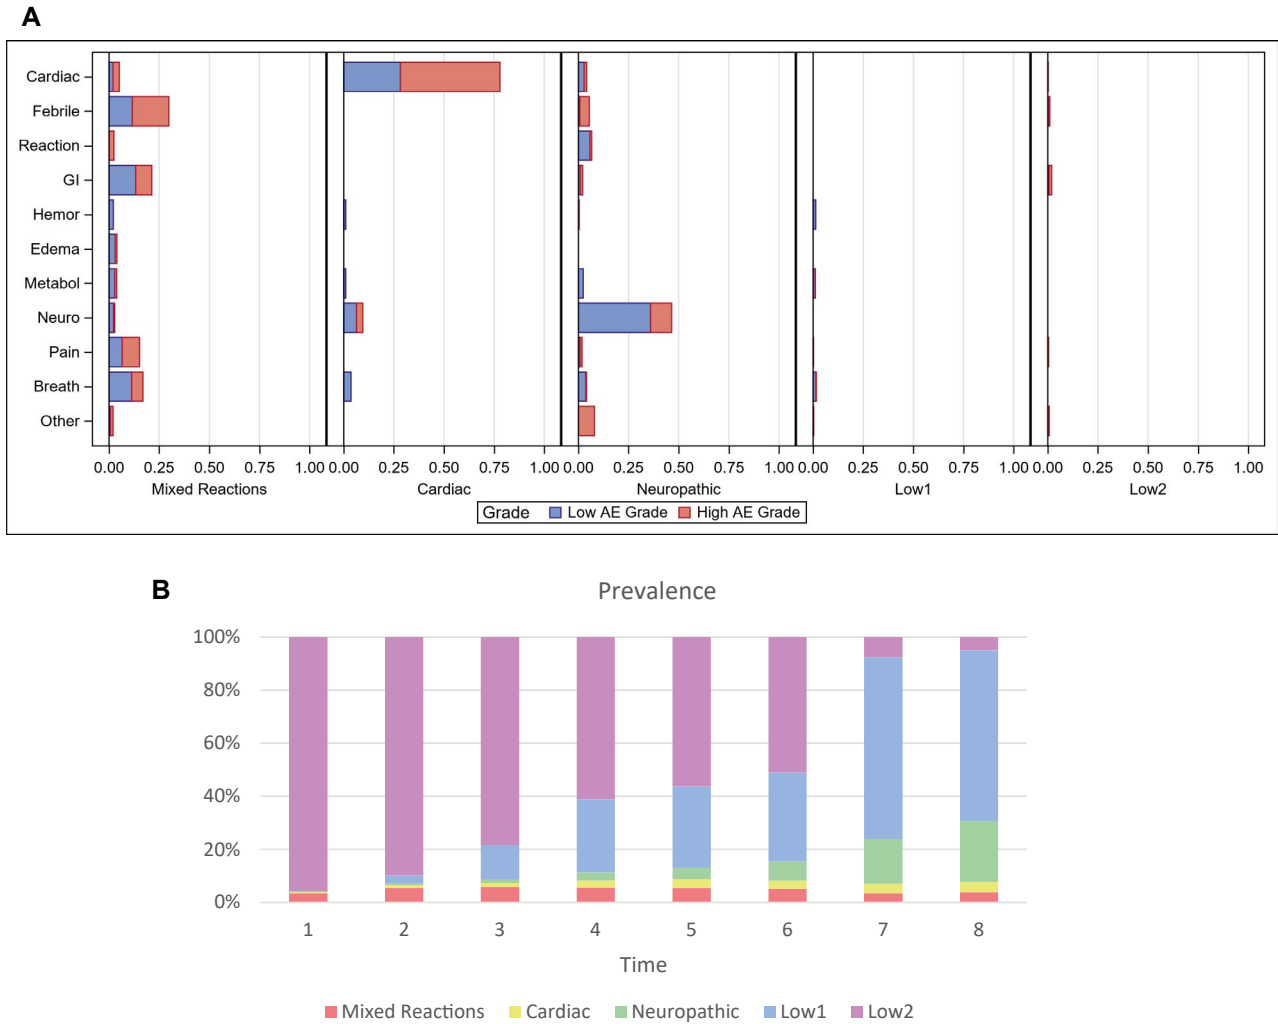 A
Cardiac
Febrile
Reaction
GI
Hemor
Edema
Metabol
Neuro
Pain
Breath
Other
0.00 0.25 0.50 0.75 1.00 0.00 0.25 0.50 0.75 1.00 0.00 0.25 0.50 0.75 1.00 0.00 0.25 0.50 0.75 1.00 0.00 0.25 0.50 0.75 1.00
Mixed Reactions Cardiac Neuropathic Low1 Low2
Grade Low AE Grade High AE Grade
B
Prevalence
100%
80%
60%
40%
20%
0%
1 2 3 4 5 6 7 8
Time
Mixed Reactions Cardiac Neuropathic Low1 Low2